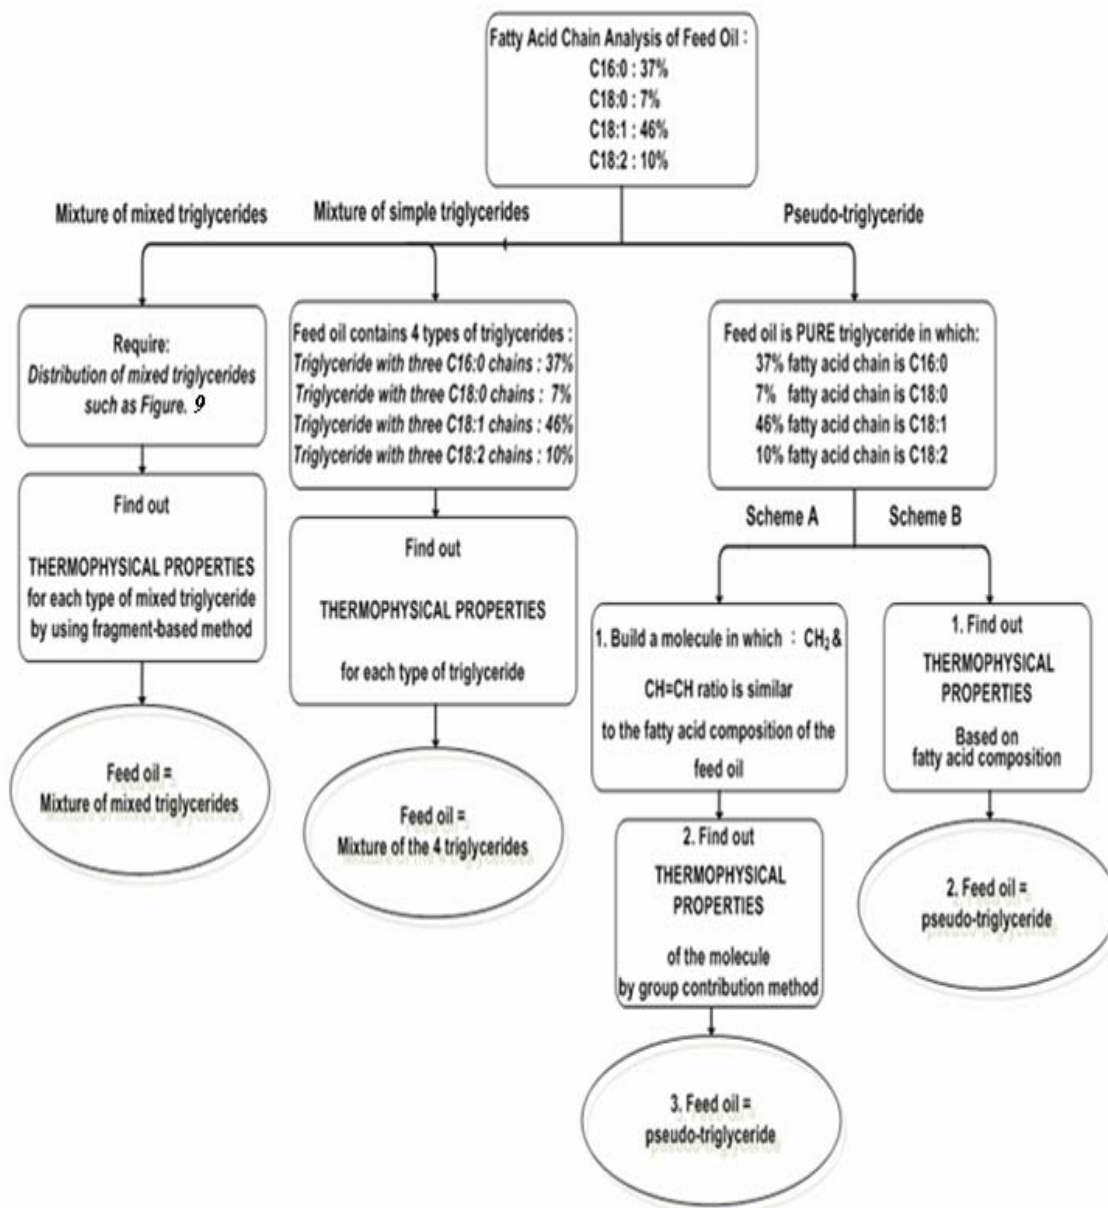 Fatty Acid Chain Analysis of Feed Oil :
C16:0 : 37%
C18:0 : 7%
C18:1 : 46%
C18:2 : 10%
Mixture of mixed triglycerides
Mixture of simple triglycerides
Pseudo-triglyceride
Require:
Distribution of mixed triglycerides
such as Figure. 9
Find out
THERMOPHYSICAL PROPERTIES
for each type of mixed triglyceride
by using fragment-based method
Feed oil =
Mixture of mixed triglycerides
Feed oil contains 4 types of triglycerides :
Triglyceride with three C16:0 chains : 37%
Triglyceride with three C18:0 chains : 7%
Triglyceride with three C18:1 chains : 46%
Triglyceride with three C18:2 chains : 10%
Find out
THERMOPHYSICAL PROPERTIES
for each type of triglyceride
Feed oil =
Mixture of the 4 triglycerides
Feed oil is PURE triglyceride in which:
37% fatty acid chain is C16:0
7% fatty acid chain is C18:0
46% fatty acid chain is C18:1
10% fatty acid chain is C18:2
Scheme A
Scheme B
1. Build a molecule in which : CH₂ &
CH=CH ratio is similar
to the fatty acid composition of the
feed oil
2. Find out
THERMOPHYSICAL
PROPERTIES
of the molecule
by group contribution method
3. Feed oil =
pseudo-triglyceride
1. Find out
THERMOPHYSICAL
PROPERTIES
Based on
fatty acid composition
2. Feed oil =
pseudo-triglyceride